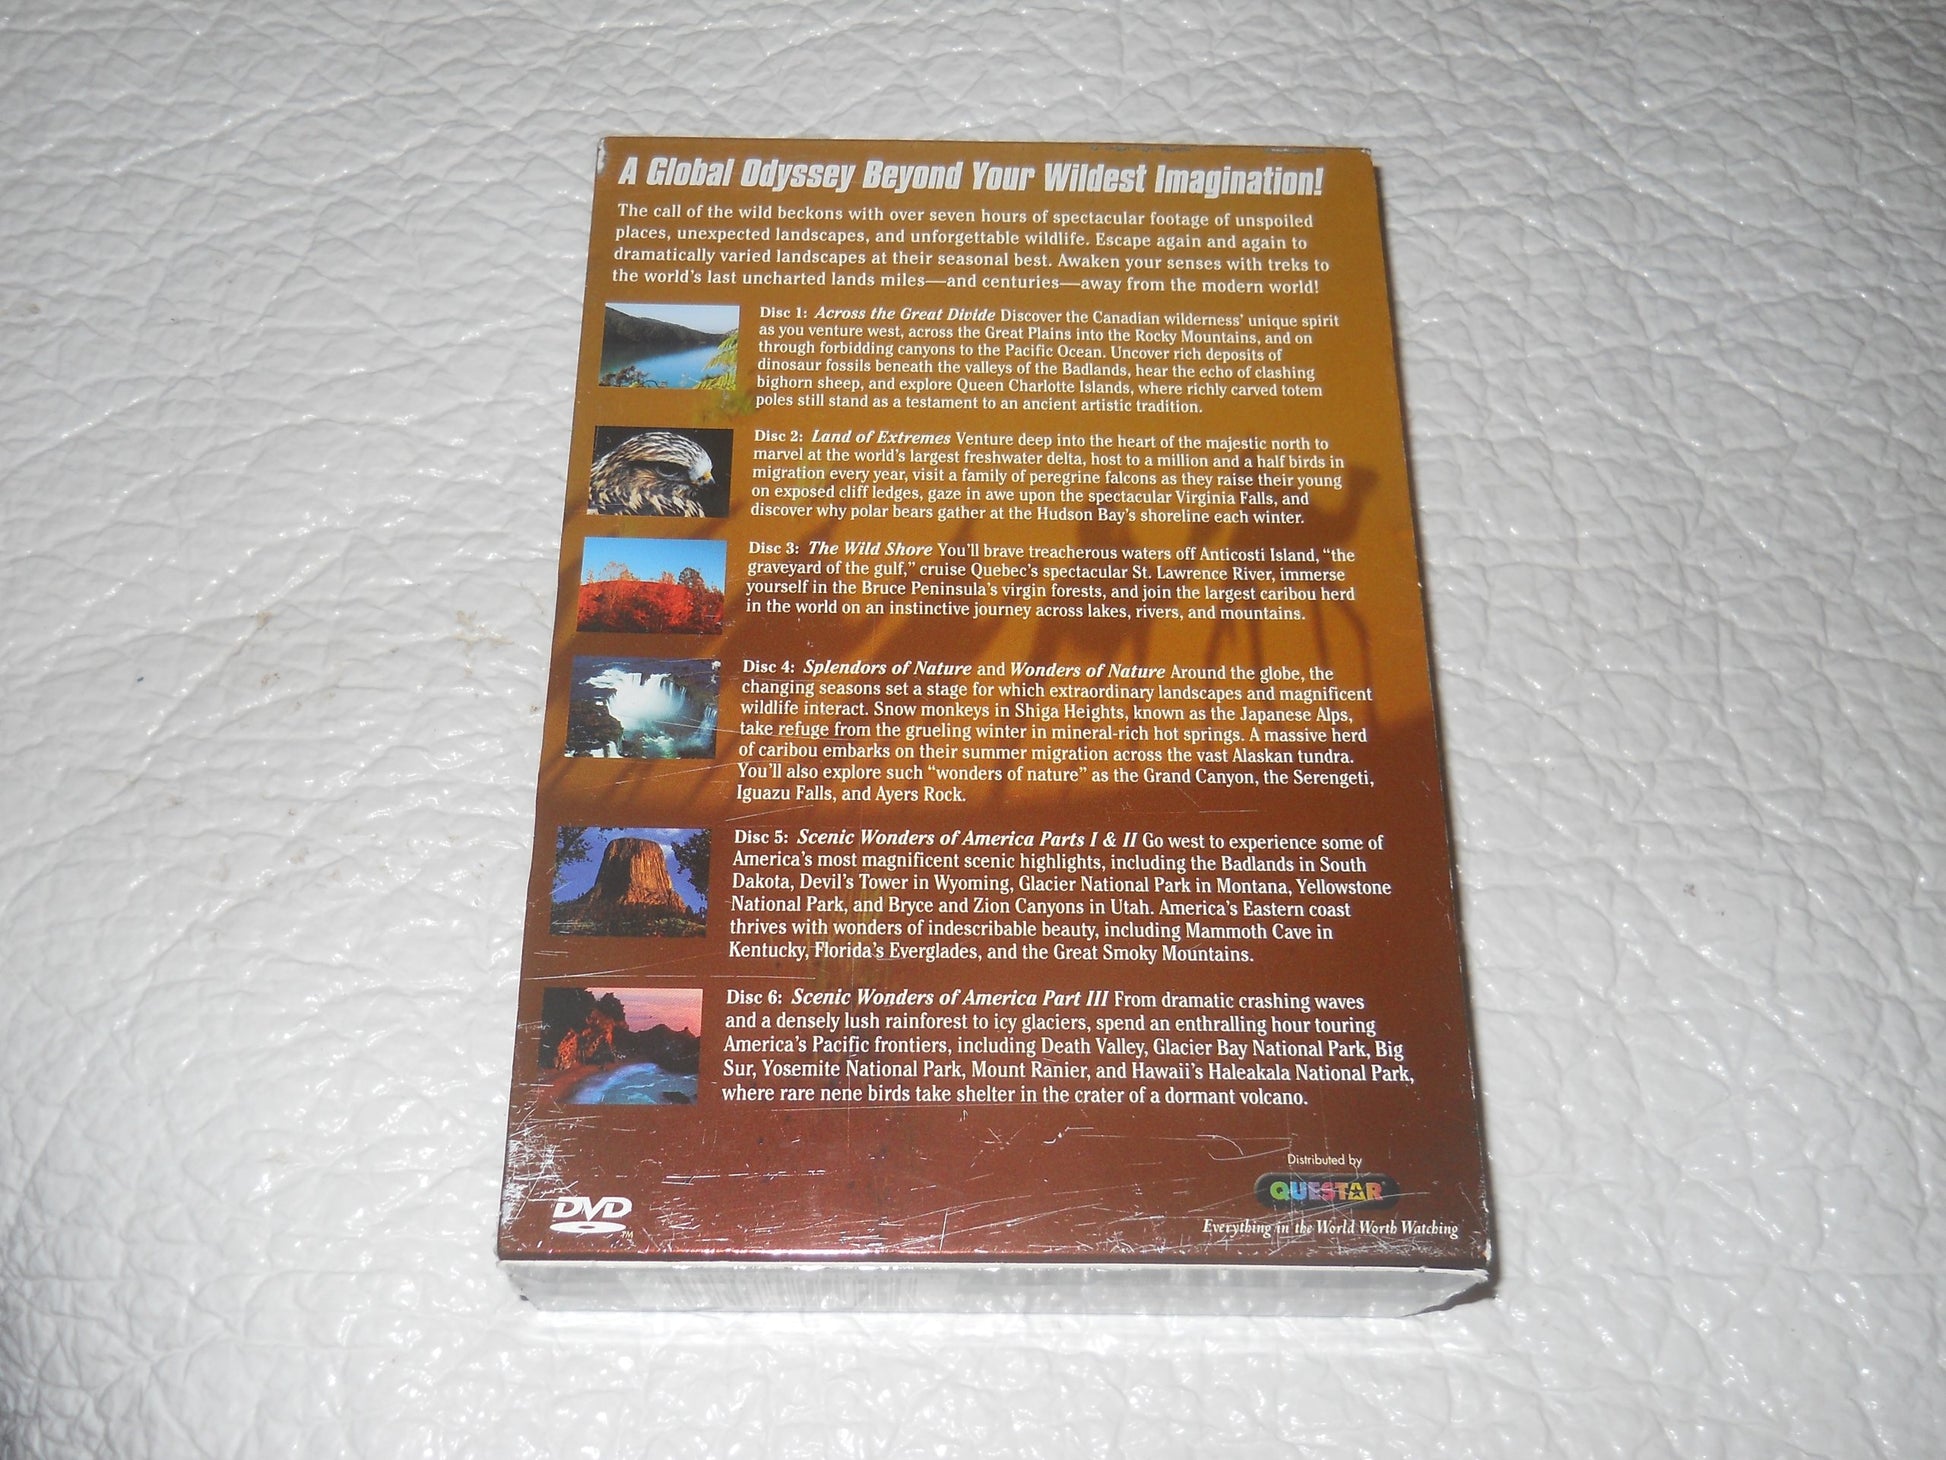 A Global Odyssey Beyond Your Wildest Imagination!
The call of the wild beckons with over seven hours of spectacular footage of unspoiled
places, unexpected landscapes, and unforgettable wildlife. Escape again and again to
dramatically varied landscapes at their seasonal best. Awaken your senses with treks to
the world's last uncharted lands miles—and centuries—away from the modern world!
Disc 1: Across the Great Divide Discover the Canadian wilderness' unique spirit
as you venture west, across the Great Plains into the Rocky Mountains, and on
through forbidding canyons to the Pacific Ocean. Uncover rich deposits of
dinosaur fossils beneath the valleys of the Badlands, hear the echo of clashing
bighorn sheep, and explore Queen Charlotte Islands, where richly carved totem
poles still stand as a testament to an ancient artistic tradition.
Disc 2: Land of Extremes Venture deep into the heart of the majestic north to
marvel at the world's largest freshwater delta, host to a million and a half birds in
migration every year, visit a family of peregrine falcons as they raise their young
on exposed cliff ledges, gaze in awe upon the spectacular Virginia Falls, and
discover why polar bears gather at the Hudson Bay's shoreline each winter.
Disc 3: The Wild Shore You'll brave treacherous waters off Anticosti Island, "the
graveyard of the gulf," cruise Quebec's spectacular St. Lawrence River, immerse
yourself in the Bruce Peninsula's virgin forests, and join the largest caribou herd
in the world on an instinctive journey across lakes, rivers, and mountains.
Disc 4: Splendors of Nature and Wonders of Nature Around the globe, the
changing seasons set a stage for which extraordinary landscapes and magnificent
wildlife interact. Snow monkeys in Shiga Heights, known as the Japanese Alps,
take refuge from the grueling winter in mineral-rich hot springs. A massive herd
of caribou embarks on their summer migration across the vast Alaskan tundra.
You'll also explore such "wonders of nature" as the Grand Canyon, the Serengeti,
Iguazu Falls, and Ayers Rock.
Disc 5: Scenic Wonders of America Parts I & II Go west to experience some of
America's most magnificent scenic highlights, including the Badlands in South
Dakota, Devil's Tower in Wyoming, Glacier National Park in Montana, Yellowstone
National Park, and Bryce and Zion Canyons in Utah. America's Eastern coast
thrives with wonders of indescribable beauty, including Mammoth Cave in
Kentucky, Florida's Everglades, and the Great Smoky Mountains.
Disc 6: Scenic Wonders of America Part III From dramatic crashing waves
and a densely lush rainforest to icy glaciers, spend an enthralling hour touring
America's Pacific frontiers, including Death Valley, Glacier Bay National Park, Big
Sur, Yosemite National Park, Mount Ranier, and Hawaii's Haleakala National Park,
where rare nene birds take shelter in the crater of a dormant volcano.
Distributed by
QUESTAR
Everything in the World Worth Watching
DVD
TM